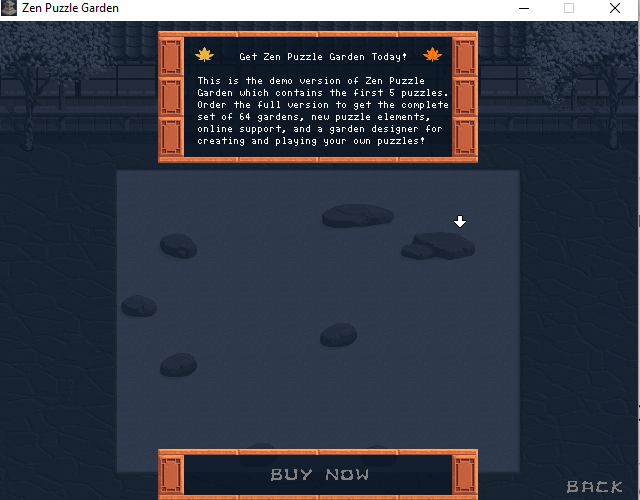 Zen Puzzle Garden
Get Zen Puzzle Garden Today!
This is the demo version of Zen Puzzle
Garden which contains the first 5 puzzles.
Order the full version to get the complete
set of 64 gardens, new puzzle elements,
online support, and a garden designer for
creating and playing your own puzzles!
BUY NOW
BACK